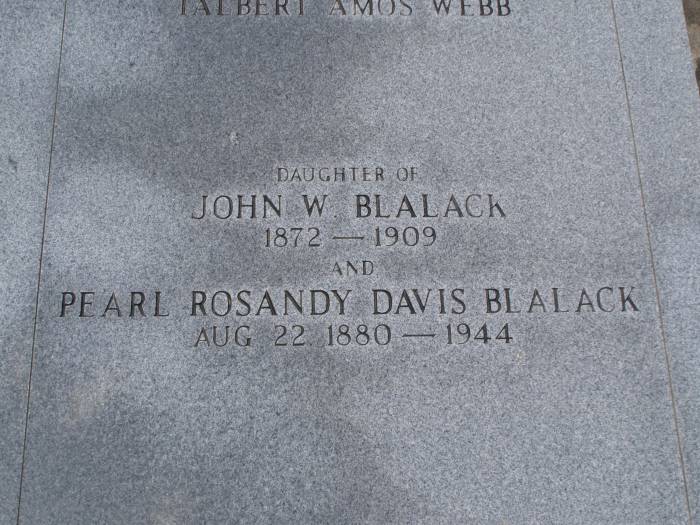 TALBERT AMOS WEBB
DAUGHTER OF
JOHN W. BLALACK
1872 — 1909
AND
PEARL ROSANDY DAVIS BLALACK
AUG. 22. 1880 — 1944